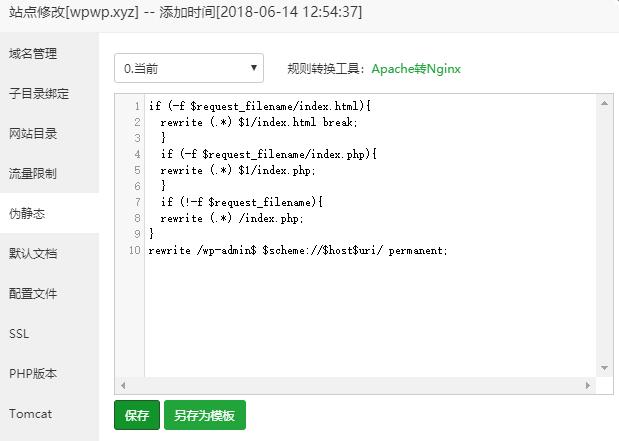 站点修改[wpwp.xyz] -- 添加时间[2018-06-14 12:54:37]
域名管理
子目录绑定
网站目录
流量限制
伪静态
默认文档
配置文件
SSL
PHP版本
Tomcat
0.当前
规则转换工具：Apache转Nginx
1 if (-f $request_filename/index.html){
2 rewrite (.*) $1/index.html break;
3 }
4 if (-f $request_filename/index.php){
5 rewrite (.*) $1/index.php;
6 }
7 if (!-f $request_filename){
8 rewrite (.*) /index.php;
9 }
10 rewrite /wp-admin$ $scheme://$host$uri/ permanent;
保存
另存为模板